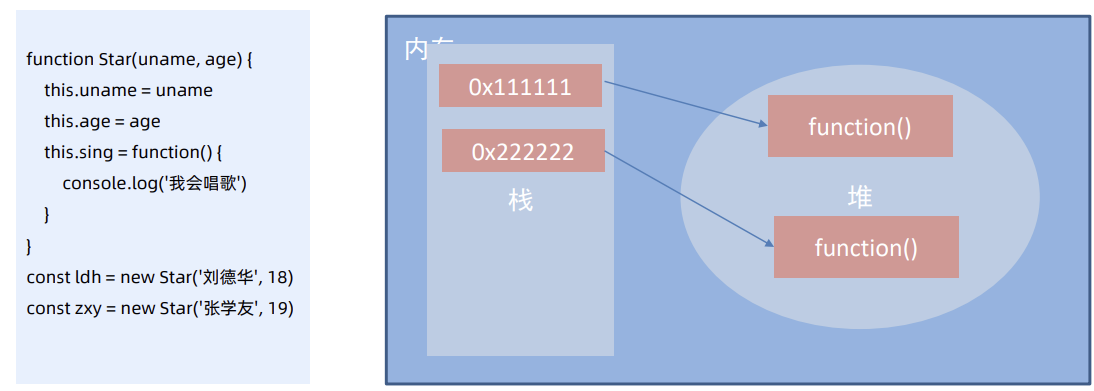 function Star(uname, age) {
this.uname = uname
this.age = age
this.sing = function() {
console.log('我会唱歌')
}
}
const ldh = new Star('刘德华', 18)
const zxy = new Star('张学友', 19)
内存
0x111111
0x222222
栈
function()
堆
function()